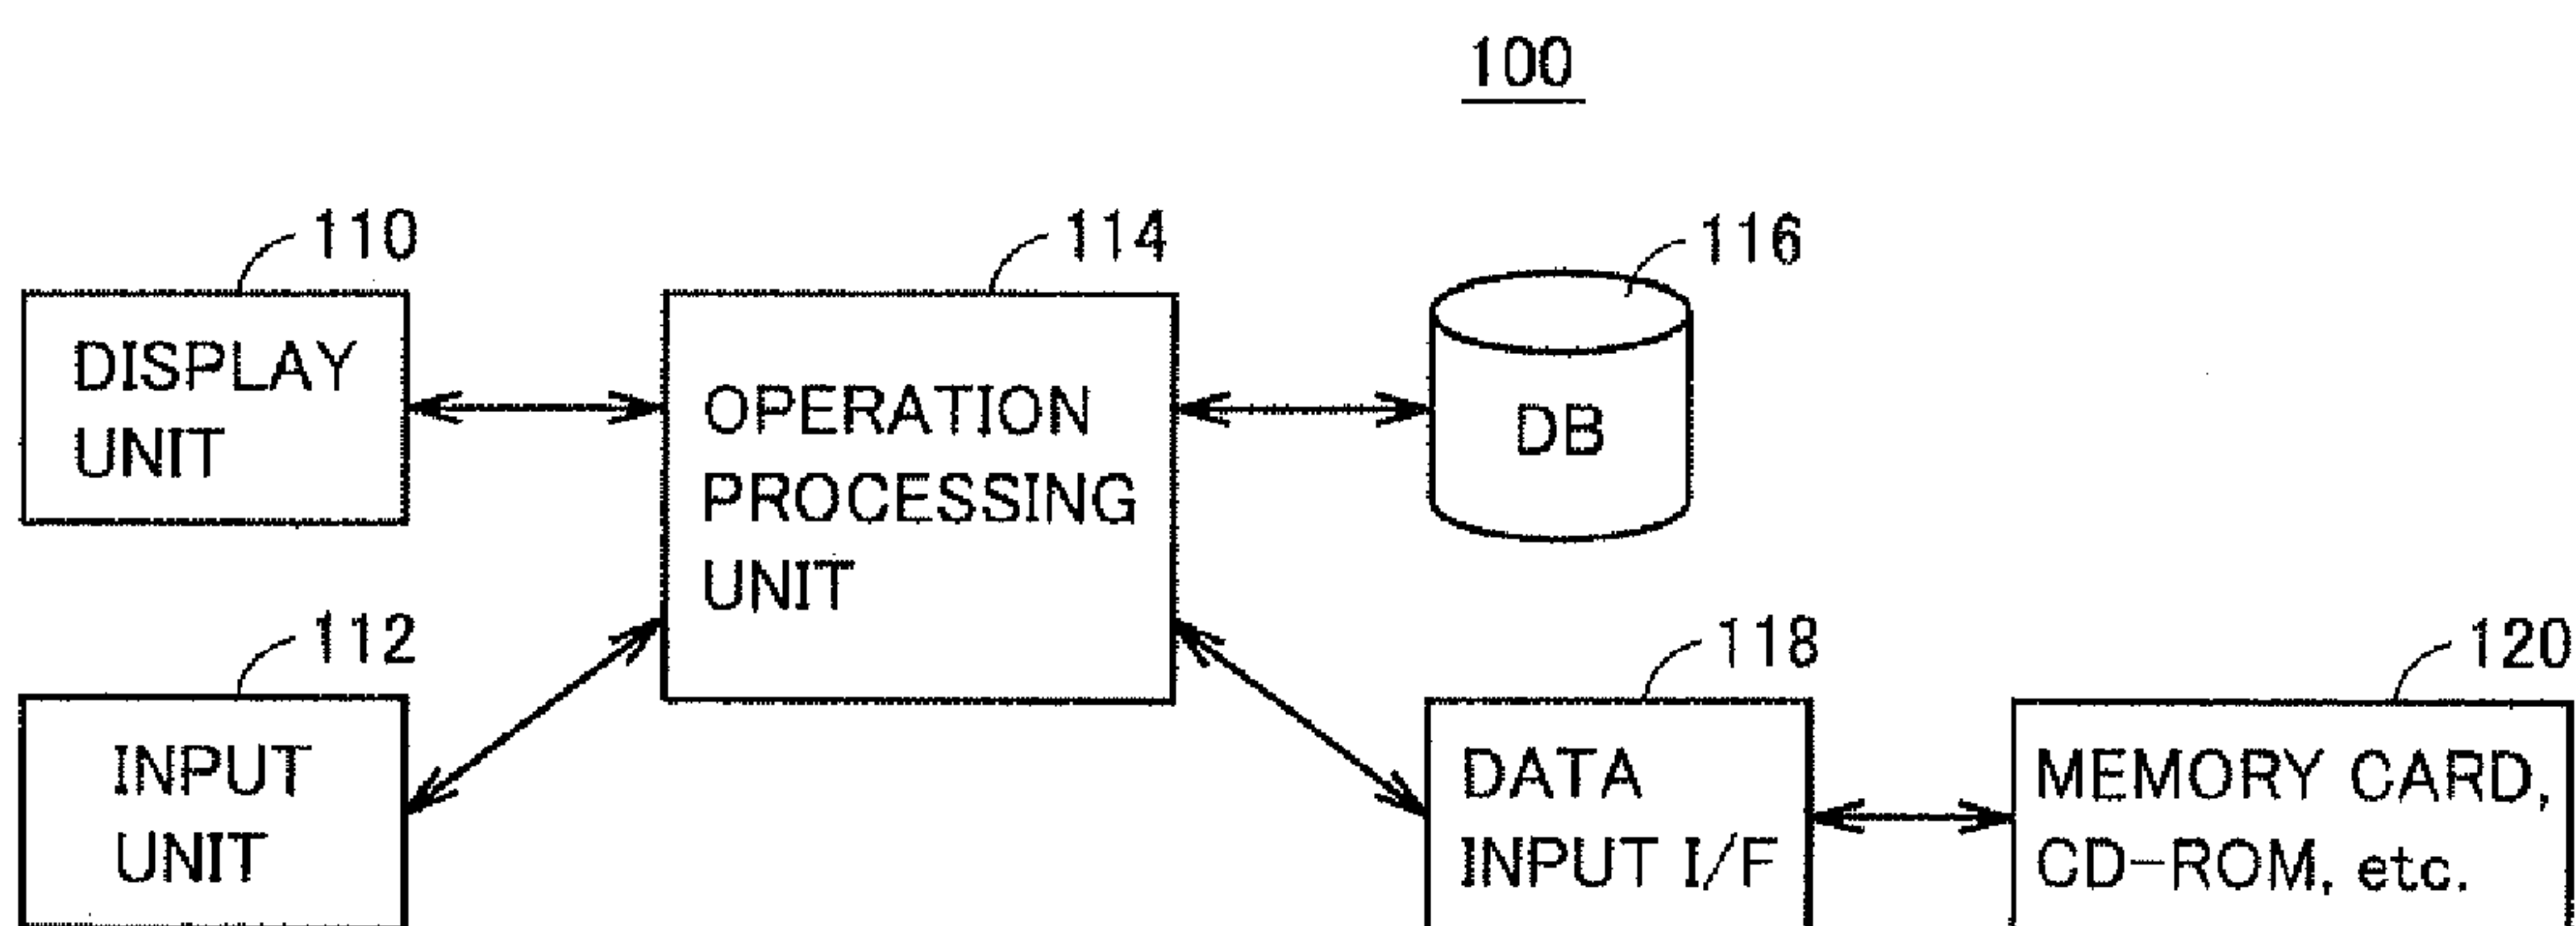 100
110
DISPLAY
UNIT
114
OPERATION
PROCESSING
UNIT
116
DB
112
INPUT
UNIT
118
DATA
INPUT I/F
120
MEMORY CARD,
CD-ROM, etc.